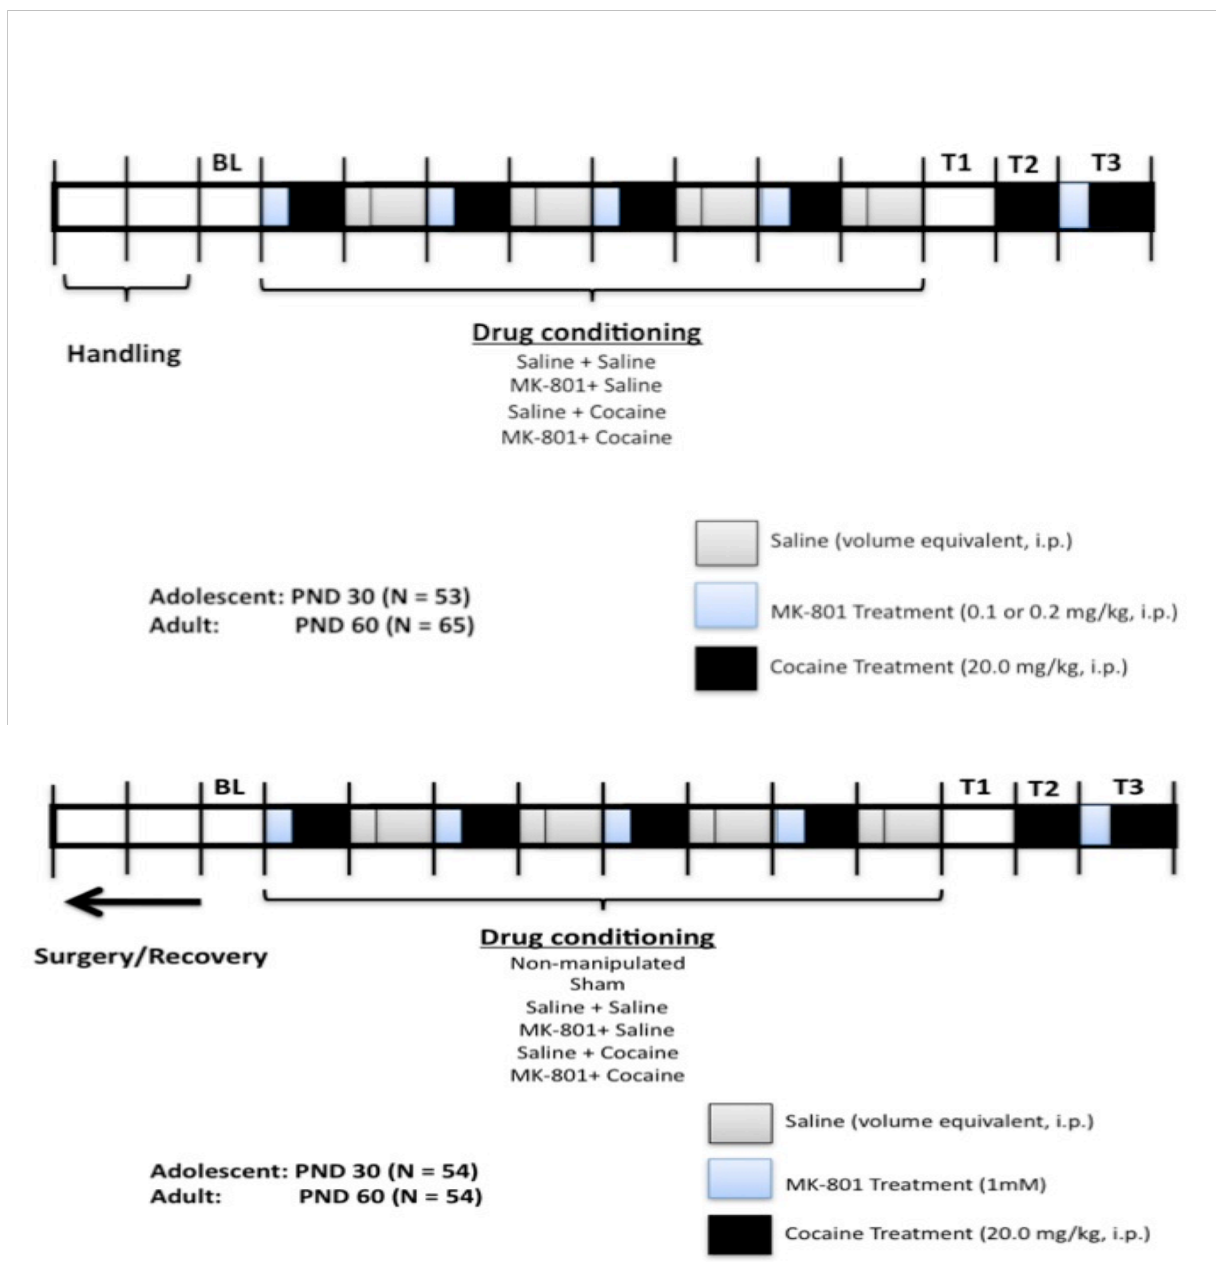 BL T1 T2 T3
Handling
Drug conditioning
Saline + Saline
MK-801+ Saline
Saline + Cocaine
MK-801+ Cocaine
Adolescent: PND 30 (N = 53)
Adult: PND 60 (N = 65)
Saline (volume equivalent, i.p.)
MK-801 Treatment (0.1 or 0.2 mg/kg, i.p.)
Cocaine Treatment (20.0 mg/kg, i.p.)
BL T1 T2 T3
Surgery/Recovery
Drug conditioning
Non-manipulated
Sham
Saline + Saline
MK-801+ Saline
Saline + Cocaine
MK-801+ Cocaine
Adolescent: PND 30 (N = 54)
Adult: PND 60 (N = 54)
Saline (volume equivalent, i.p.)
MK-801 Treatment (1mM)
Cocaine Treatment (20.0 mg/kg, i.p.)